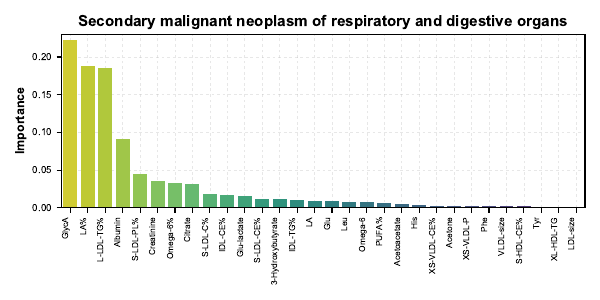 Secondary malignant neoplasm of respiratory and digestive organs
Importance
0.20
0.15
0.10
0.05
0.00
GlycA
LA%
L-LDL-TG%
Albumin
S-LDL-PL%
Creatinine
Omega-6%
Citrate
S-LDL-C%
IDL-CE%
Glu-lactate
S-LDL-CE%
3-Hydroxybutyrate
IDL-TG%
LA
Glu
Leu
Omega-6
PUFA%
Acetoacetate
His
XS-VLDL-CE%
Acetone
XS-VLDL-P
Phe
VLDL-size
S-HDL-CE%
Tyr
XL-HDL-TG
LDL-size